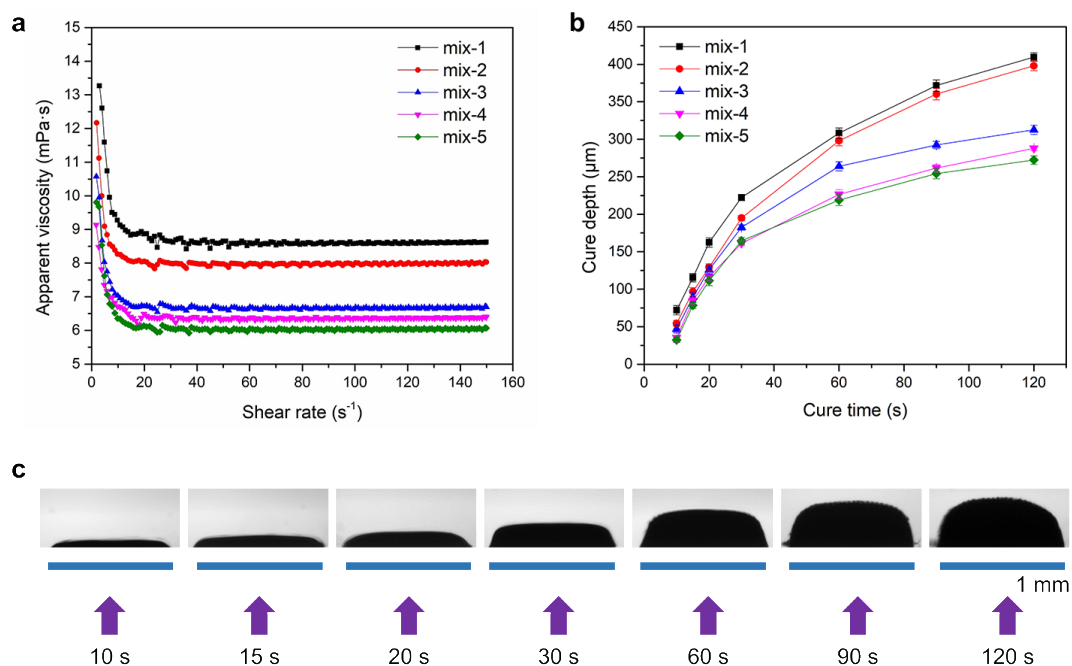 a
Apparent viscosity (mPa·s)
15
14
13
12
11
10
9
8
7
6
5
0 20 40 60 80 100 120 140 160
Shear rate (s⁻¹)
mix-1
mix-2
mix-3
mix-4
mix-5
b
Cure depth (μm)
450
400
350
300
250
200
150
100
50
0
0 20 40 60 80 100 120
Cure time (s)
mix-1
mix-2
mix-3
mix-4
mix-5
c
1 mm
10 s 15 s 20 s 30 s 60 s 90 s 120 s